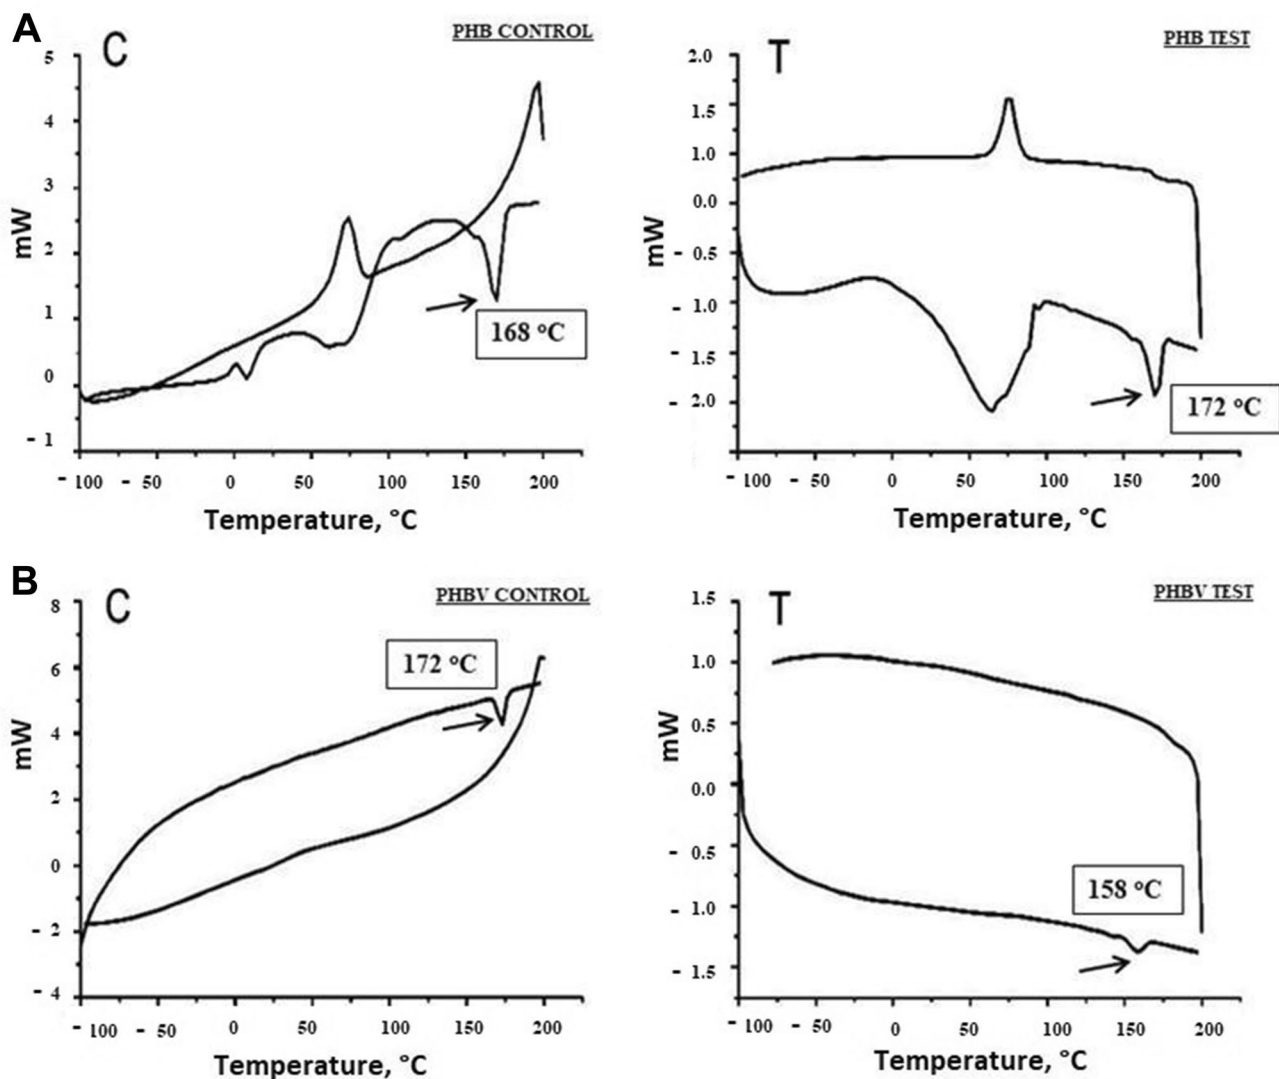 A
C
PHB CONTROL
5
4
3
2
1
0
- 1
mW
168 °C
- 100 - 50 0 50 100 150 200
Temperature, °C
T
PHB TEST
2.0
1.5
1.0
0.0
- 0.5
- 1.0
- 1.5
- 2.0
mW
172 °C
- 100 - 50 0 50 100 150 200
Temperature, °C
B
C
PHBV CONTROL
8
6
4
2
0
- 2
- 4
mW
172 °C
- 100 - 50 0 50 100 150 200
Temperature, °C
T
PHBV TEST
1.5
1.0
0.5
0.0
- 0.5
- 1.0
- 1.5
mW
158 °C
- 100 - 50 0 50 100 150 200
Temperature, °C